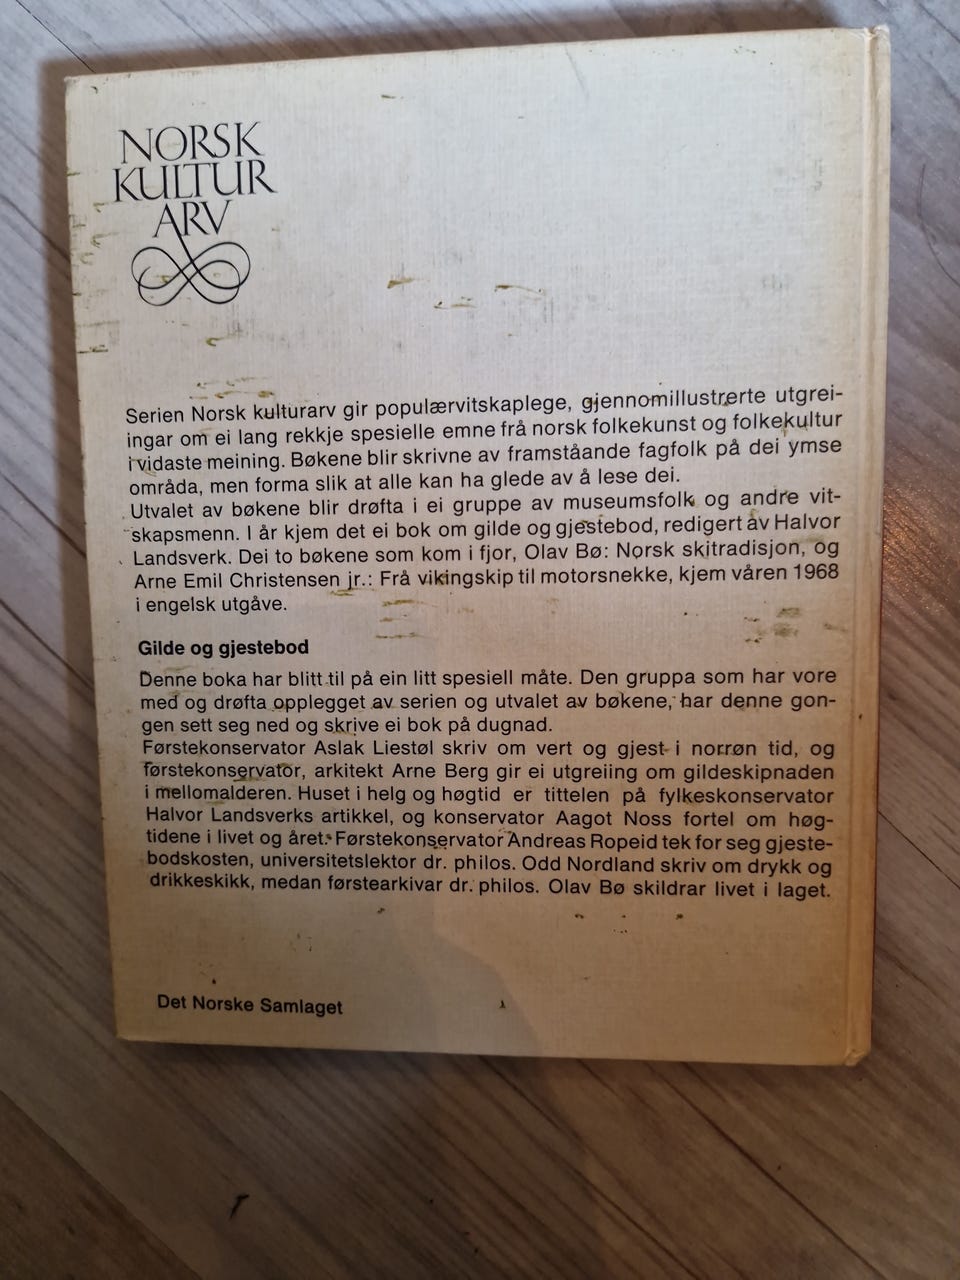 NORSK
KULTUR
ARV
Serien Norsk kulturarv gir populærvitskaplege, gjennomillustrerte utgrei-
ingar om ei lang rekkje spesielle emne frå norsk folkekunst og folkekultur
i vidaste meining. Bøkene blir skrivne av framståande fagfolk på dei ymse
områda, men forma slik at alle kan ha glede av å lese dei.
Utvalet av bøkene blir drøfta i ei gruppe av museumsfolk og andre vit-
skapsmenn. I år kjem det ei bok om gilde og gjestebod, redigert av Halvor
Landsverk. Dei to bøkene som kom i fjor, Olav Bø: Norsk skitradisjon, og
Arne Emil Christensen jr.: Frå vikingskip til motorsnekke, kjem våren 1968
i engelsk utgåve.
Gilde og gjestebod
Denne boka har blitt til på ein litt spesiell måte. Den gruppa som har vore
med og drøfta opplegget av serien og utvalet av bøkene, har denne gon-
gen sett seg ned og skrive ei bok på dugnad.
Førstekonservator Aslak Liestøl skriv om vert og gjest i norrøn tid, og
førstekonservator, arkitekt Arne Berg gir ei utgreiing om gildeskipnaden
i mellomalderen. Huset i helg og høgtid er tittelen på fylkeskonservator
Halvor Landsverks artikkel, og konservator Aagot Noss fortel om høg-
tidene i livet og året. Førstekonservator Andreas Ropeid tek for seg gjeste-
bodskosten, universitetslektor dr. philos. Odd Nordland skriv om drykk og
drikkeskikk, medan førstearkivar dr. philos. Olav Bø skildrar livet i laget.
Det Norske Samlaget